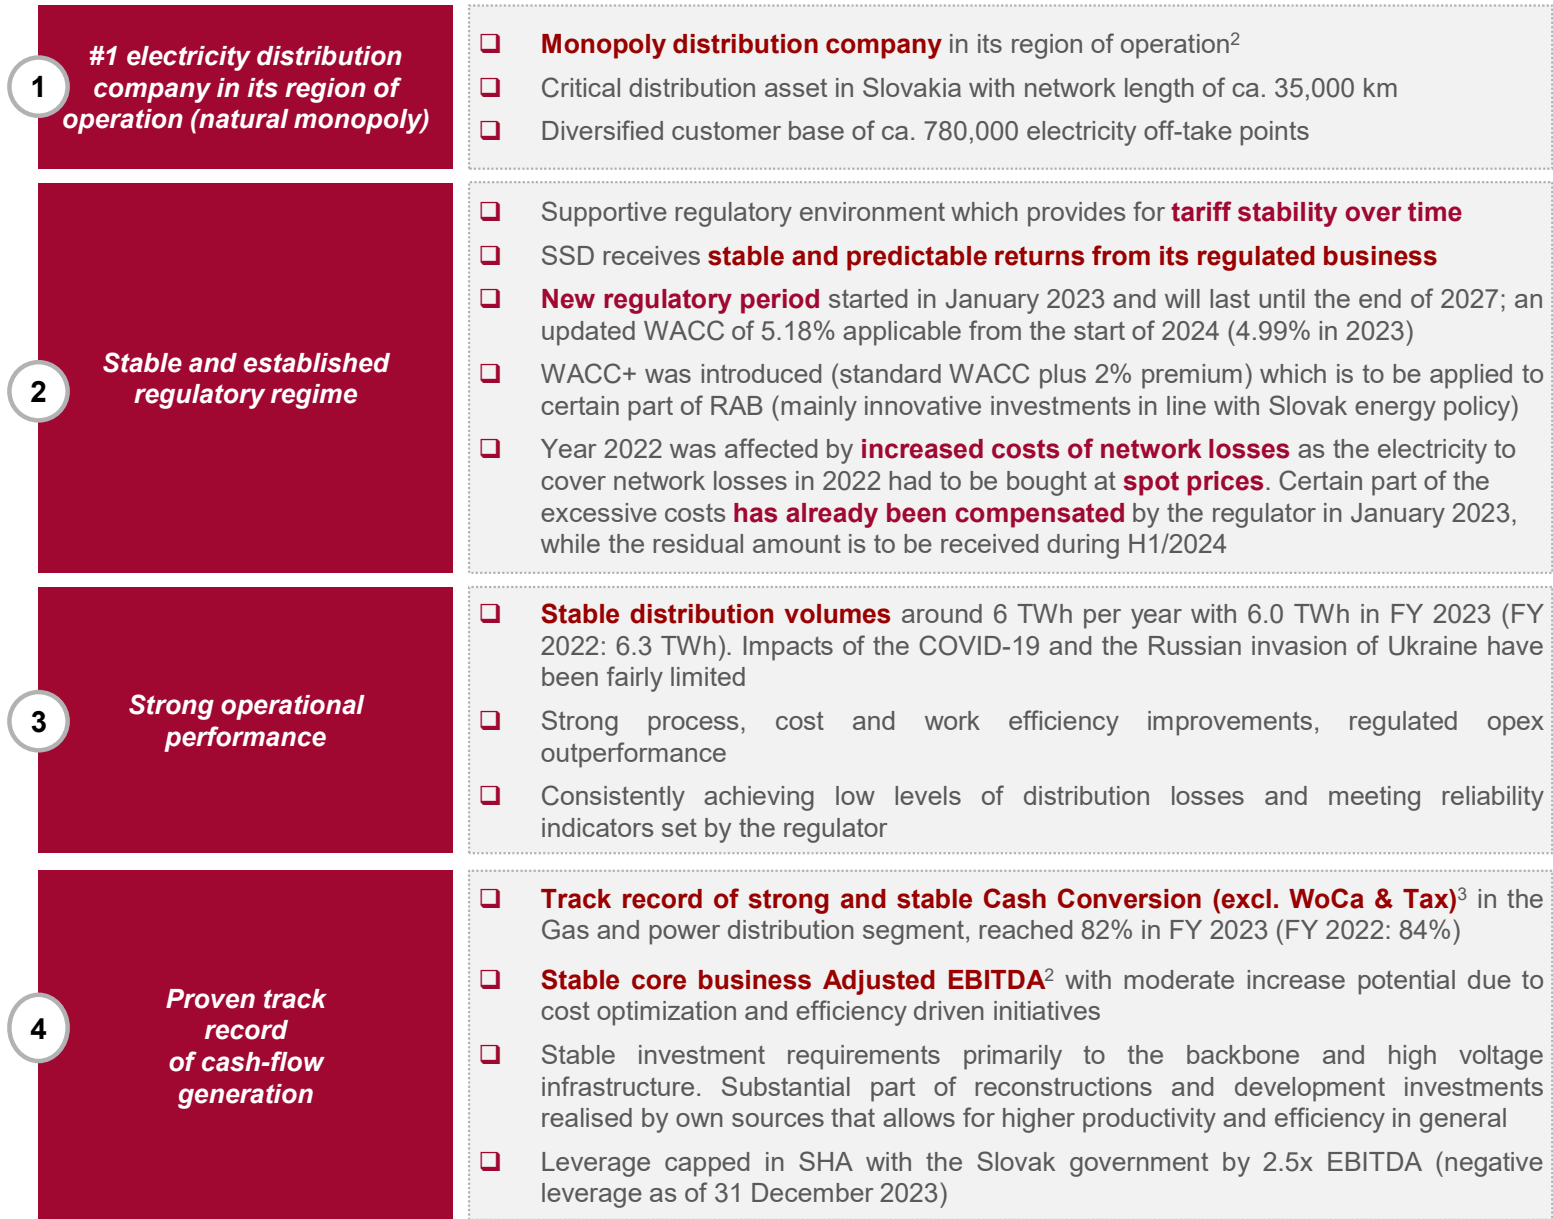 #1 electricity distribution
company in its region of
operation (natural monopoly)
1
❑ Monopoly distribution company in its region of operation2
❑ Critical distribution asset in Slovakia with network length of ca. 35,000 km
❑ Diversified customer base of ca. 780,000 electricity off-take points
Stable and established
regulatory regime
2
❑ Supportive regulatory environment which provides for tariff stability over time
❑ SSD receives stable and predictable returns from its regulated business
❑ New regulatory period started in January 2023 and will last until the end of 2027; an
updated WACC of 5.18% applicable from the start of 2024 (4.99% in 2023)
❑ WACC+ was introduced (standard WACC plus 2% premium) which is to be applied to
certain part of RAB (mainly innovative investments in line with Slovak energy policy)
❑ Year 2022 was affected by increased costs of network losses as the electricity to
cover network losses in 2022 had to be bought at spot prices. Certain part of the
excessive costs has already been compensated by the regulator in January 2023,
while the residual amount is to be received during H1/2024
Strong operational
performance
3
❑ Stable distribution volumes around 6 TWh per year with 6.0 TWh in FY 2023 (FY
2022: 6.3 TWh). Impacts of the COVID-19 and the Russian invasion of Ukraine have
been fairly limited
❑ Strong process, cost and work efficiency improvements, regulated opex
outperformance
❑ Consistently achieving low levels of distribution losses and meeting reliability
indicators set by the regulator
Proven track
record
of cash-flow
generation
4
❑ Track record of strong and stable Cash Conversion (excl. WoCa & Tax)3 in the
Gas and power distribution segment, reached 82% in FY 2023 (FY 2022: 84%)
❑ Stable core business Adjusted EBITDA2 with moderate increase potential due to
cost optimization and efficiency driven initiatives
❑ Stable investment requirements primarily to the backbone and high voltage
infrastructure. Substantial part of reconstructions and development investments
realised by own sources that allows for higher productivity and efficiency in general
❑ Leverage capped in SHA with the Slovak government by 2.5x EBITDA (negative
leverage as of 31 December 2023)